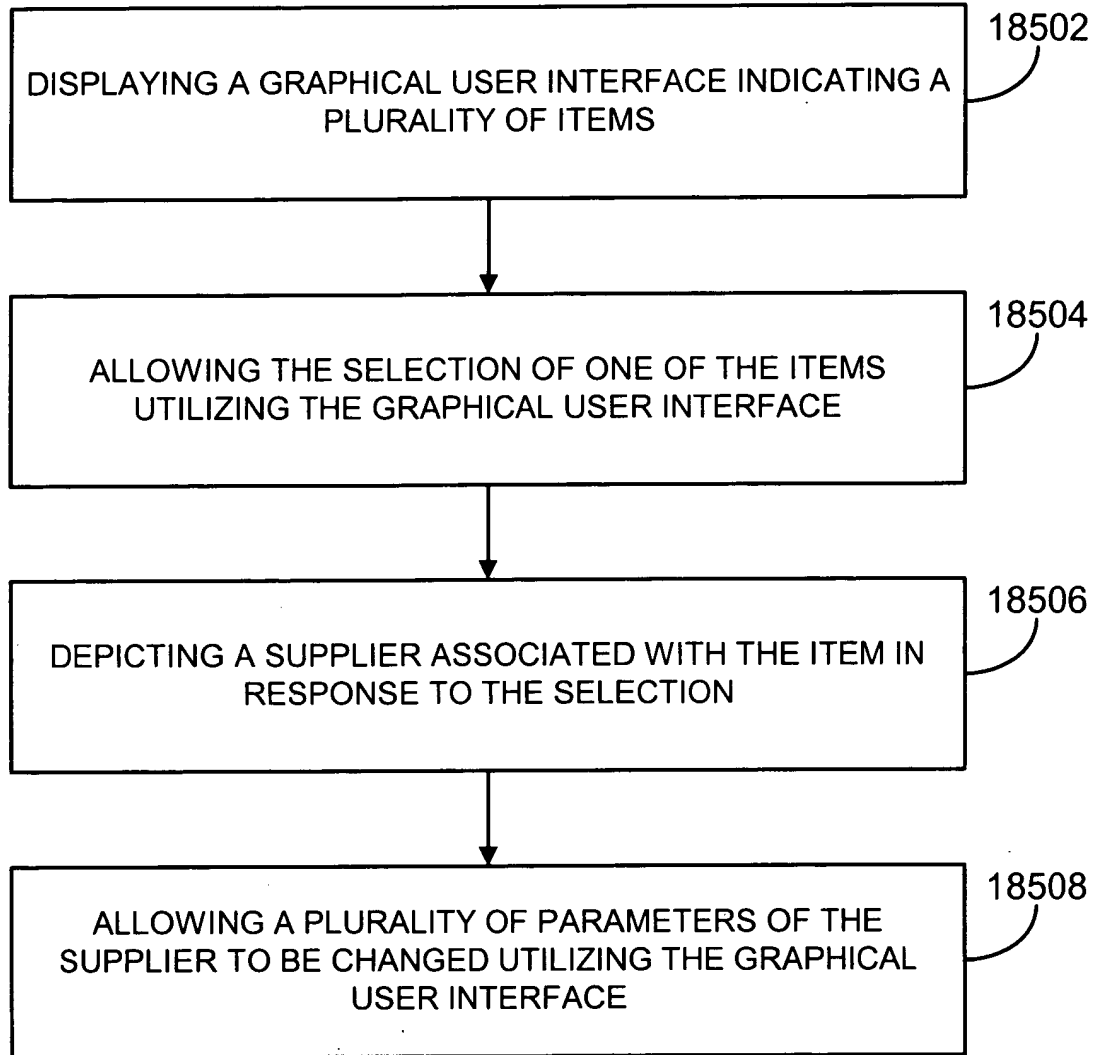 18502
DISPLAYING A GRAPHICAL USER INTERFACE INDICATING A
PLURALITY OF ITEMS
18504
ALLOWING THE SELECTION OF ONE OF THE ITEMS
UTILIZING THE GRAPHICAL USER INTERFACE
18506
DEPICTING A SUPPLIER ASSOCIATED WITH THE ITEM IN
RESPONSE TO THE SELECTION
18508
ALLOWING A PLURALITY OF PARAMETERS OF THE
SUPPLIER TO BE CHANGED UTILIZING THE GRAPHICAL
USER INTERFACE